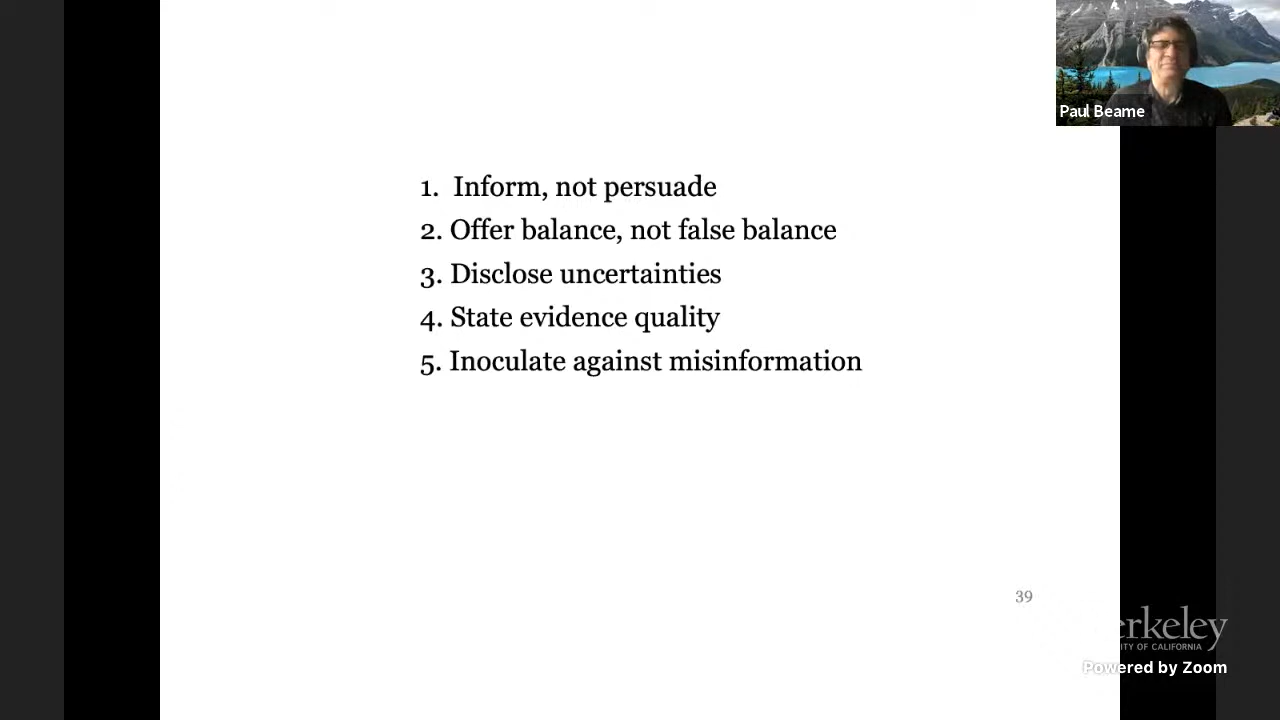 Paul Beame
1. Inform, not persuade
2. Offer balance, not false balance
3. Disclose uncertainties
4. State evidence quality
5. Inoculate against misinformation
39
erkeley
ITY OF CALIFORNIA
Powered by Zoom